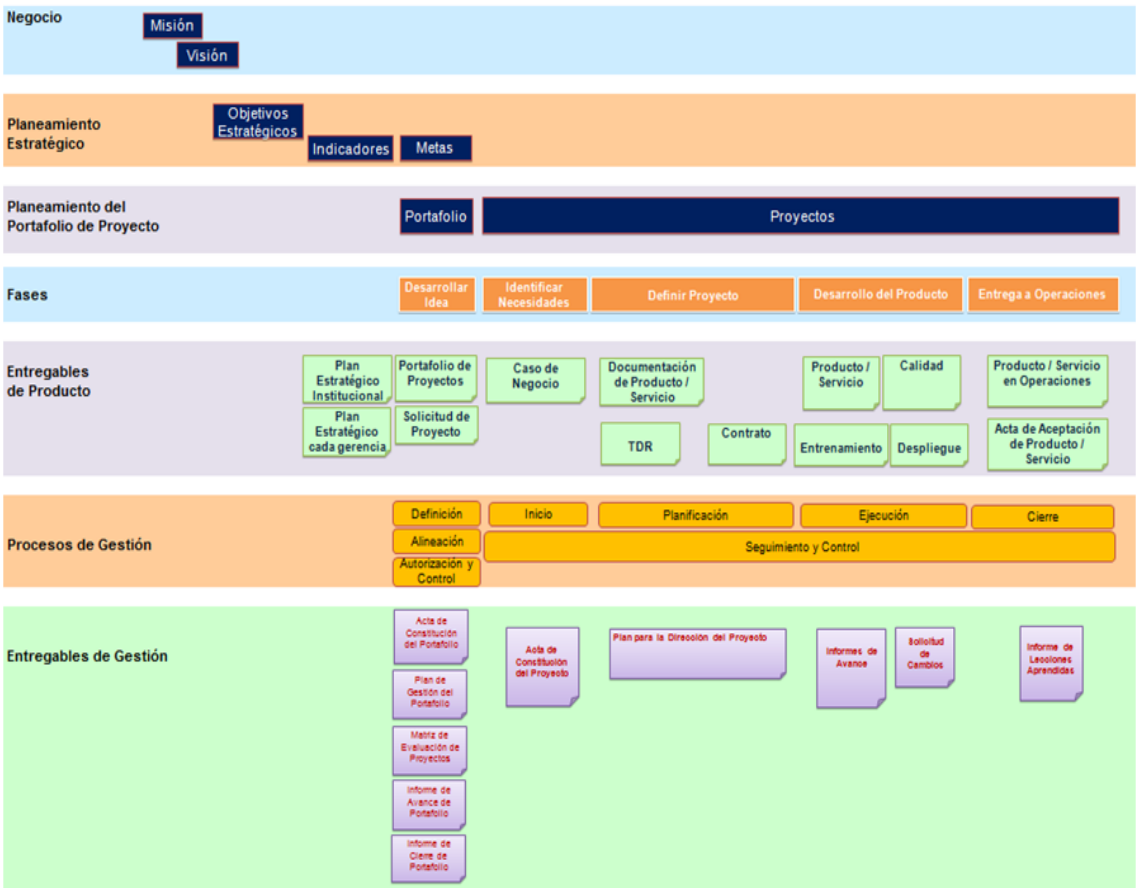 Negocio
Misión
Visión
Planeamiento
Estratégico
Objetivos
Estratégicos
Indicadores
Metas
Planeamiento del
Portafolio de Proyecto
Portafolio
Proyectos
Fases
Desarrollar
Idea
Identificar
Necesidades
Definir Proyecto
Desarrollo del Producto
Entrega a Operaciones
Entregables
de Producto
Plan
Estratégico
Institucional
Portafolio de
Proyectos
Caso de
Negocio
Documentación
de Producto /
Servicio
Producto /
Servicio
Calidad
Producto / Servicio
en Operaciones
Plan
Estratégico
cada gerencia
Solicitud de
Proyecto
TDR
Contrato
Entrenamiento
Despliegue
Acta de Aceptación
de Producto /
Servicio
Procesos de Gestión
Definición
Inicio
Planificación
Ejecución
Cierre
Alineación
Seguimiento y Control
Autorización y
Control
Entregables de Gestión
Acta de
Constitución
del Portafolio
Acta de
Constitución
del Proyecto
Plan para la Dirección del Proyecto
Informes de
Avance
Solicitud
de
Cambios
Informe de
Lecciones
Aprendidas
Plan de
Gestión del
Portafolio
Matriz de
Evaluación de
Proyectos
Informe de
Avance de
Portafolio
Informe de
Cierre de
Portafolio